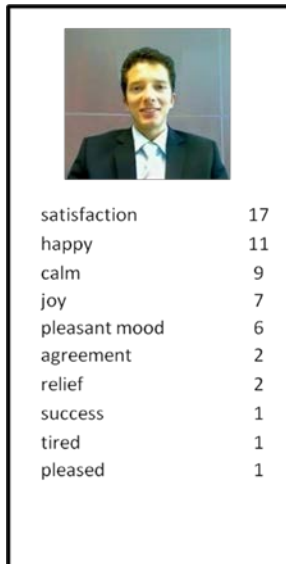 satisfaction 17
happy 11
calm 9
joy 7
pleasant mood 6
agreement 2
relief 2
success 1
tired 1
pleased 1